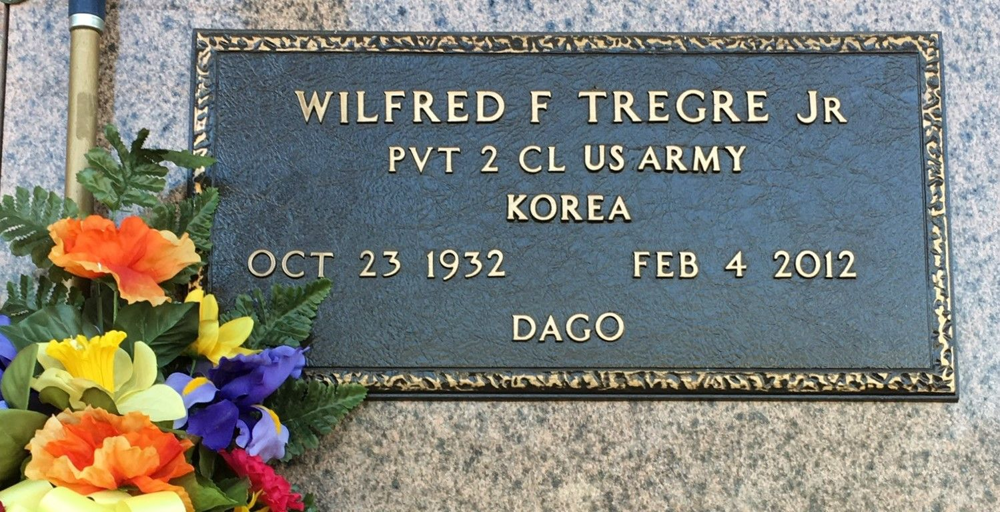 WILFRED F TREGRE JR
PVT 2 CL US ARMY
KOREA
OCT 23 1932 FEB 4 2012
DAGO